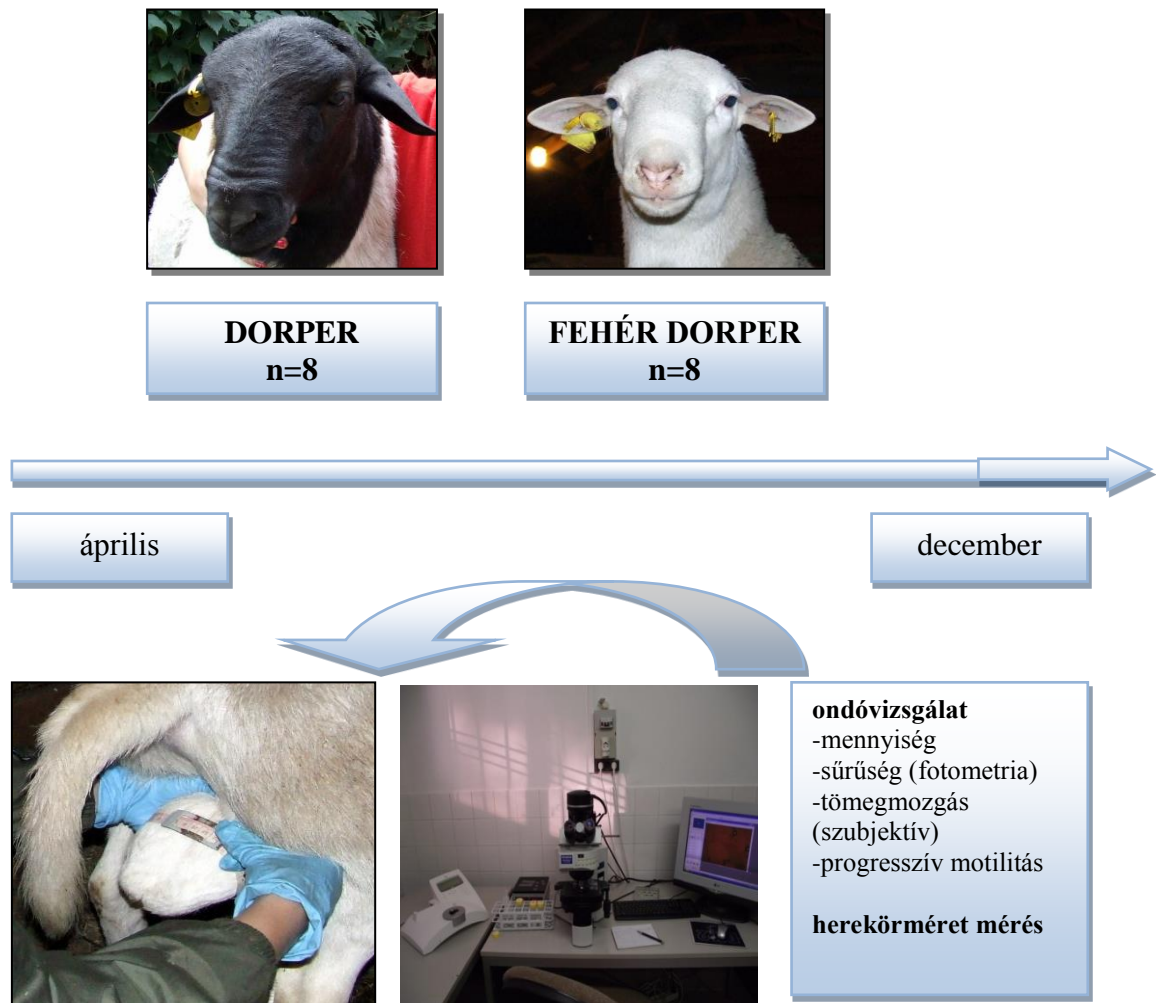 DORPER
n=8
FEHÉR DORPER
n=8
április
december
ondóvizsgálat
-mennyiség
-sűrűség (fotometria)
-tömegmozgás
(szubjektív)
-progresszív motilitás
herekörméret mérés